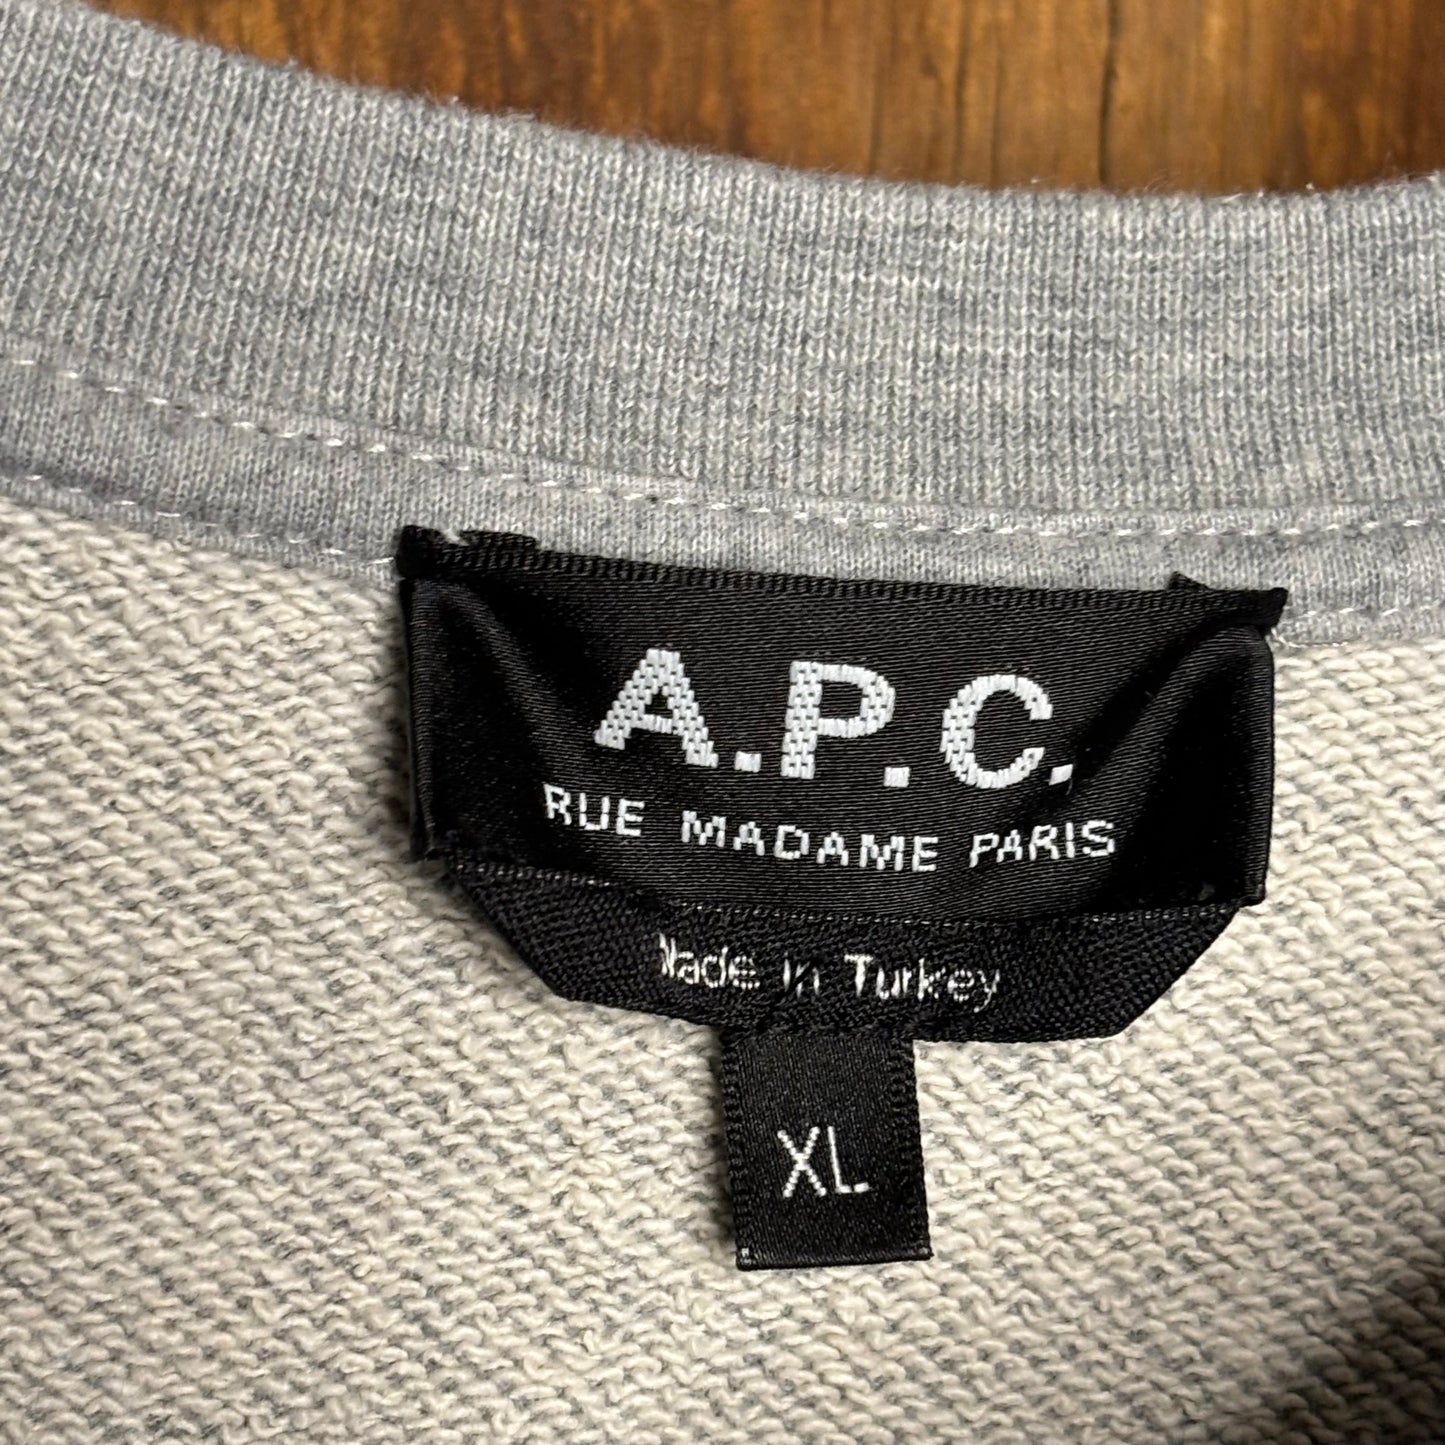 A.P.C.
RUE MADAME PARIS
Made in Turkey
XL